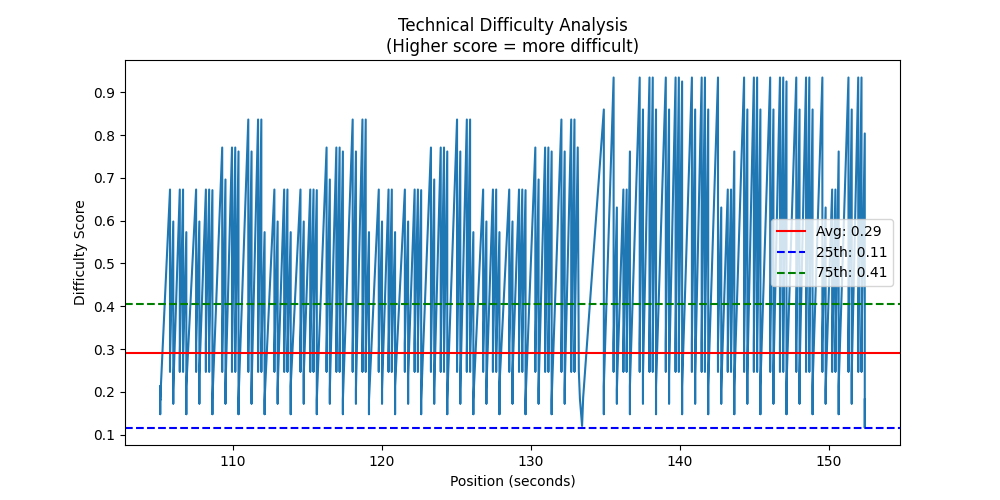 Technical Difficulty Analysis
(Higher score = more difficult)
Difficulty Score
0.9
0.8
0.7
0.6
0.5
0.4
0.3
0.2
0.1
Avg: 0.29
25th: 0.11
75th: 0.41
110
120
130
140
150
Position (seconds)